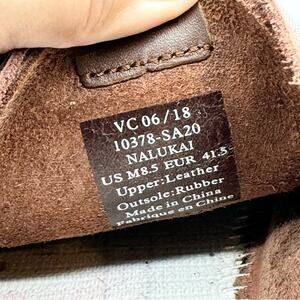 VC 06/18
10378-SA20
NALUKAI
US M8.5 EUR 41.5
Upper:Leather
Outsole:Rubber
Made in China
Fabrique en Chine